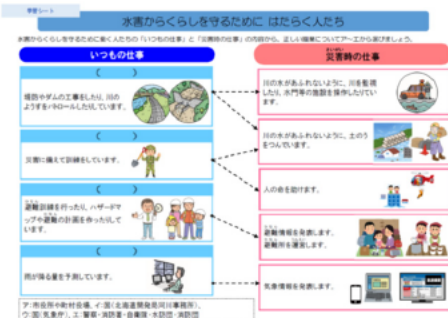 学習シート
水害からくらしを守るために はたらく人たち
水害からくらしを守るために働く人たちの「いつもの仕事」と「災害時の仕事」の内容から、正しい職業についてア～エから選びましょう。
いつもの仕事
さいがい
災害時の仕事
(　　)
堤防やダムの工事をしたり、川の
ようすをパトロールしたりしています。
(　　)
災害に備えて訓練をしています。
(　　)
避難訓練を行ったり、ハザードマ
ップや避難の計画を作ったりして
います。
(　　)
雨が降る量を予測しています。
川の水があふれないように、川を監視
したり、水門等の施設を操作したりしてい
ます。
川の水があふれないように、土のう
をつんでいます。
人の命を助けます。
避難情報を発表します。
避難所を運営します。
気象情報を発表します。
ア:市役所や町村役場、イ:国(北海道開発局河川事務所)、
ウ:国(気象庁)、エ:警察・消防署・自衛隊・水防団・消防団